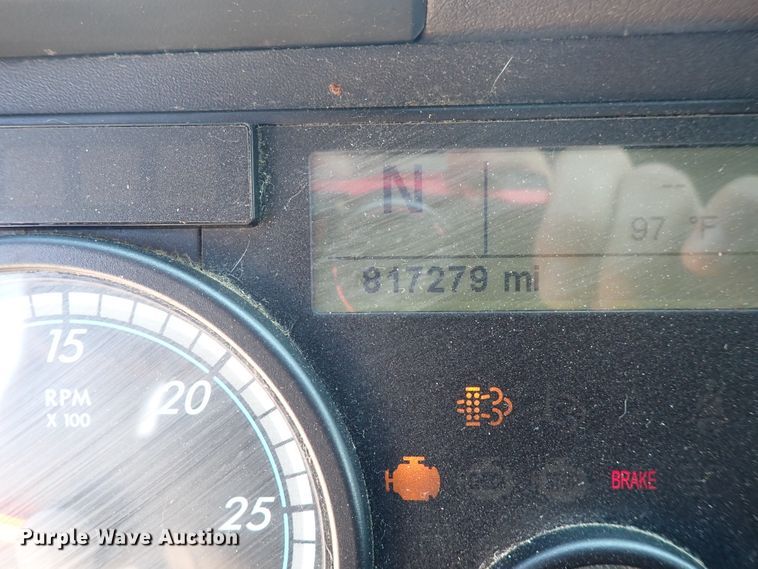 N
--
97 °F
817279 mi
15
RPM
X 100
20
25
BRAKE
Purple Wave Auction